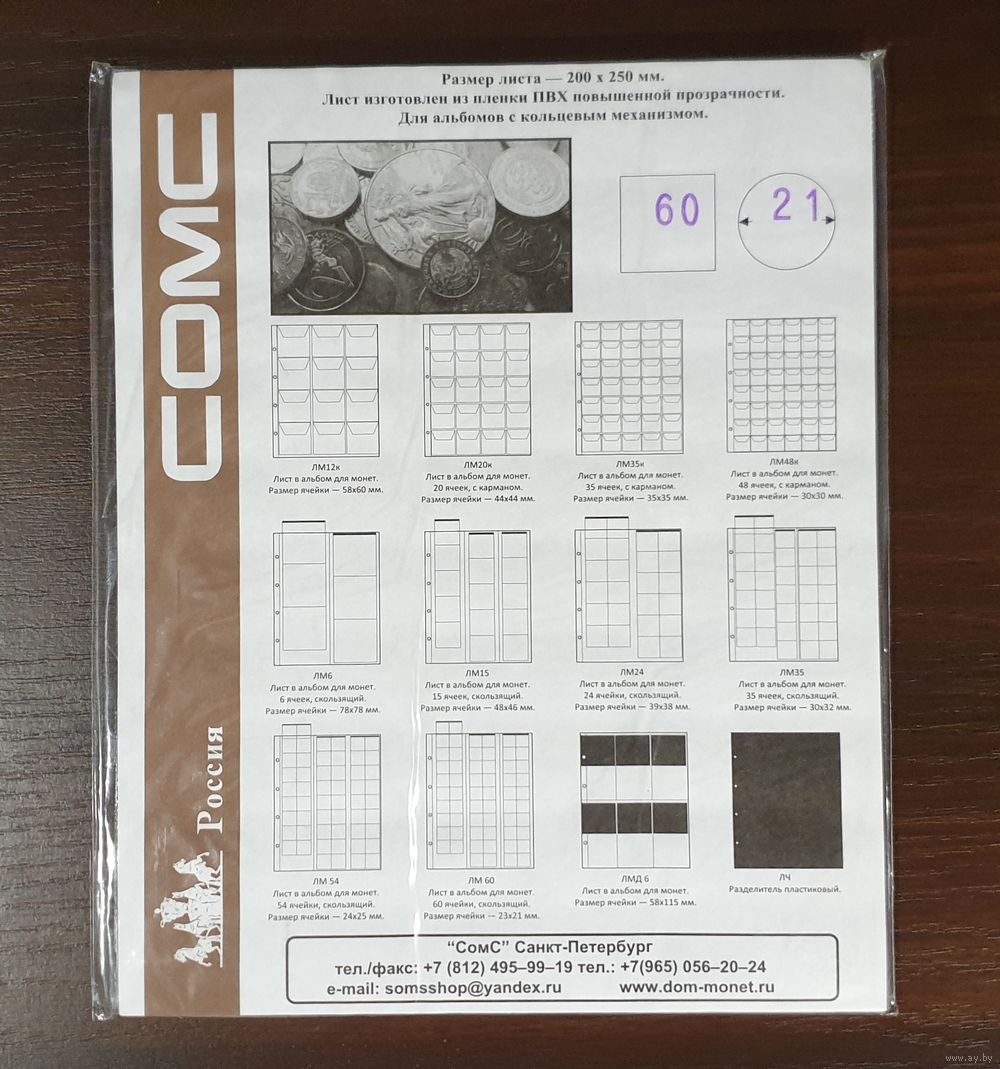 Размер листа — 200 х 250 мм.
Лист изготовлен из пленки ПВХ повышенной прозрачности.
Для альбомов с кольцевым механизмом.
СОМС
Россия
60
21
ЛМ12к
Лист в альбом для монет.
Размер ячейки — 58х60 мм.
ЛМ20к
Лист в альбом для монет.
20 ячеек, с карманом.
Размер ячейки — 44х44 мм.
ЛМ35к
Лист в альбом для монет.
35 ячеек, с карманом.
Размер ячейки — 35х35 мм.
ЛМ48к
Лист в альбом для монет.
48 ячеек, с карманом.
Размер ячейки — 30х30 мм.
ЛМ6
Лист в альбом для монет.
6 ячеек, скользящий.
Размер ячейки — 78х78 мм.
ЛМ15
Лист в альбом для монет.
15 ячеек, скользящий.
Размер ячейки — 48х46 мм.
ЛМ24
Лист в альбом для монет.
24 ячейки, скользящий.
Размер ячейки — 39х38 мм.
ЛМ35
Лист в альбом для монет.
35 ячеек, скользящий.
Размер ячейки — 30х32 мм.
ЛМ 54
Лист в альбом для монет.
54 ячейки, скользящий.
Размер ячейки — 24х25 мм.
ЛМ 60
Лист в альбом для монет.
60 ячейки, скользящий.
Размер ячейки — 23х21 мм.
ЛМД 6
Лист в альбом для монет.
Размер ячейки — 58х115 мм.
ЛЧ
Разделитель пластиковый.
“СомС” Санкт-Петербург
тел./факс: +7 (812) 495–99–19 тел.: +7(965) 056–20–24
e-mail: somsshop@yandex.ru www.dom-monet.ru
www.ay.by